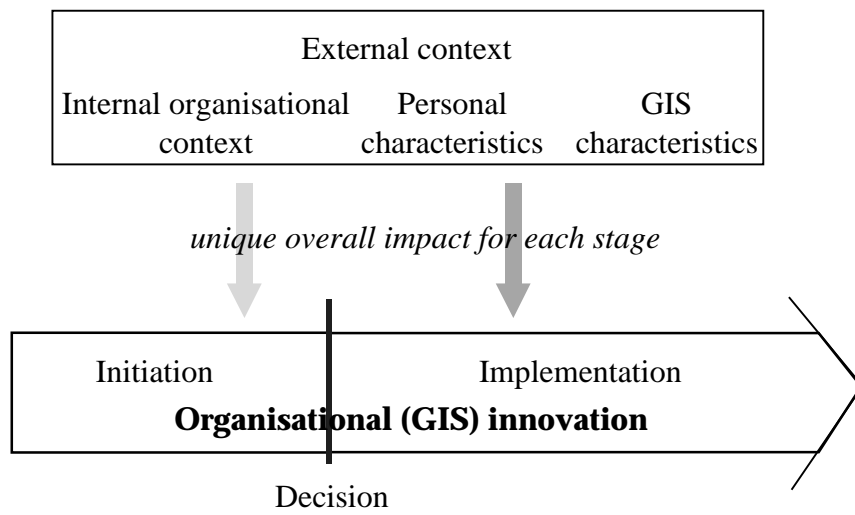 External context
Internal organisational context
Personal characteristics
GIS characteristics
unique overall impact for each stage
Initiation
Implementation
Organisational (GIS) innovation
Decision